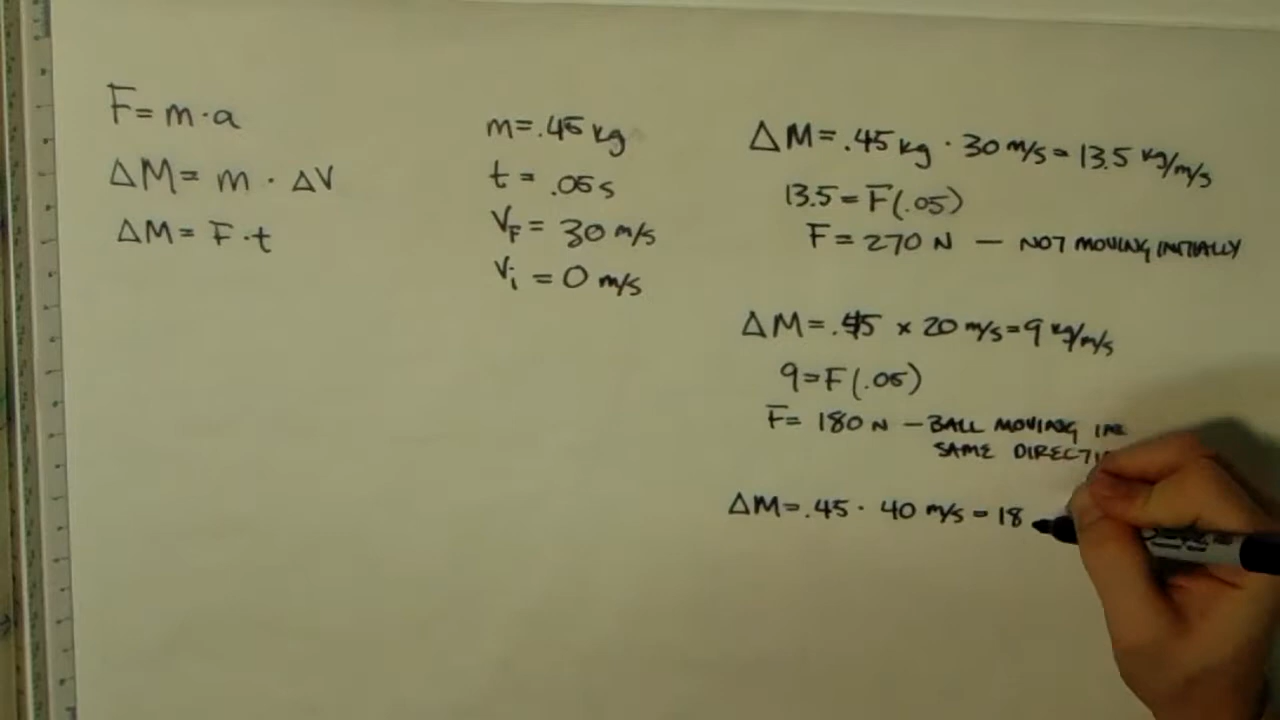 F = m · a
ΔM = m · ΔV
ΔM = F · t
m = .45 kg
t = .05 s
VF = 30 m/s
Vi = 0 m/s
ΔM = .45 kg · 30 m/s = 13.5 kg/m/s
13.5 = F(.05)
F = 270 N — NOT MOVING INITIALLY
ΔM = .45 × 20 m/s = 9 kg/m/s
9 = F(.05)
F = 180 N — BALL MOVING IN
SAME
ΔM = .45 · 40 m/s = 18